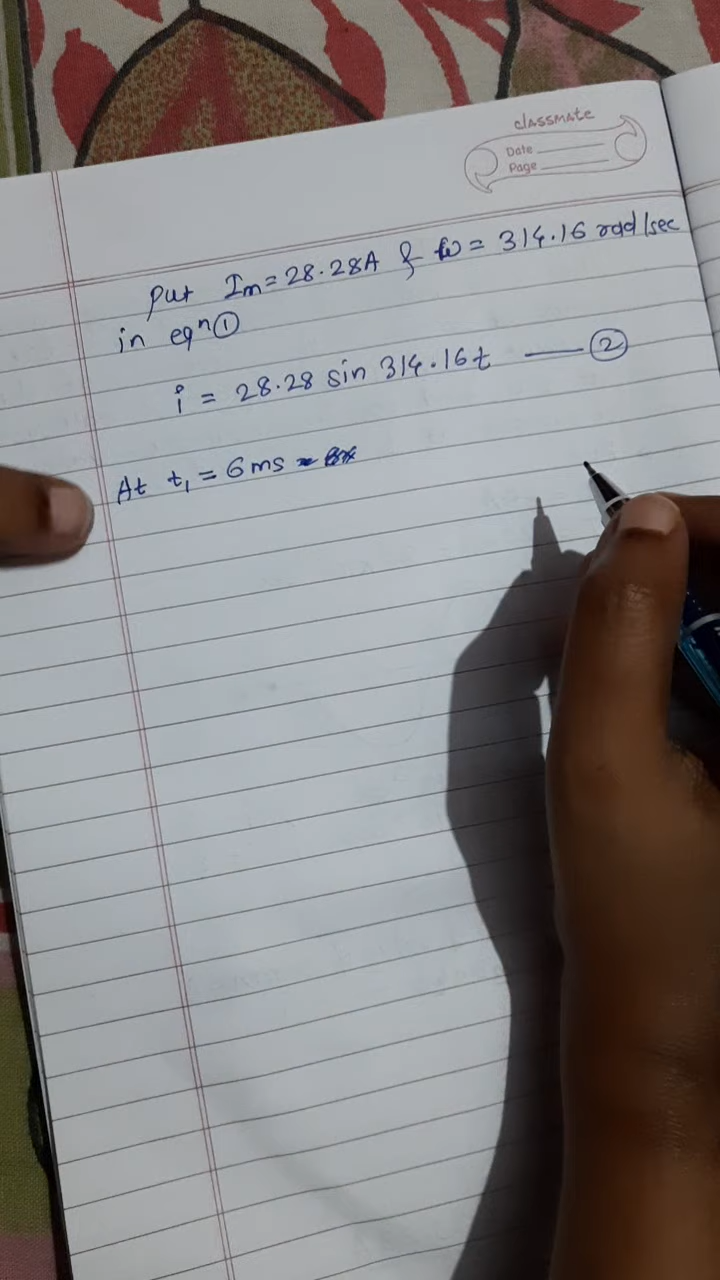 classmate
Date
Page
put Im = 28.28A & ω = 314.16 rad/sec
in eqⁿ ①
i = 28.28 sin 314.16t — ②
At t₁ = 6ms